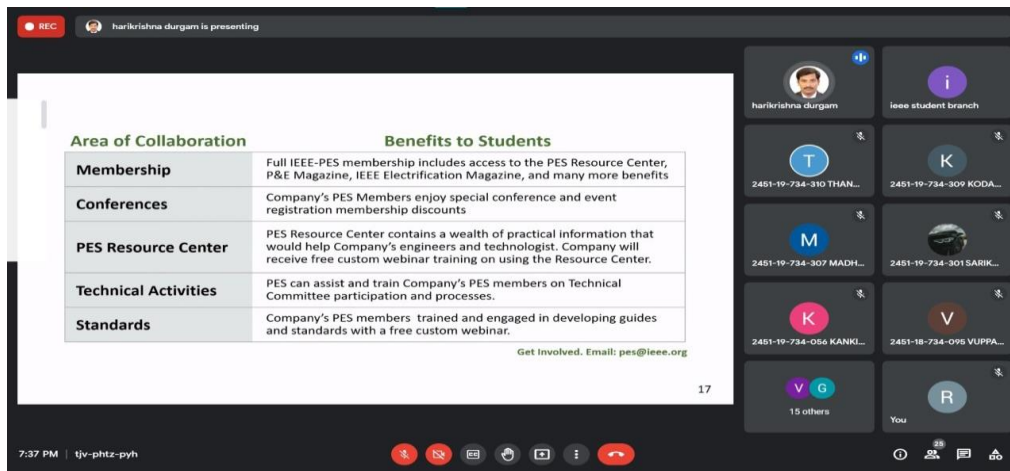 REC
harikrishna durgam is presenting
Area of Collaboration
Benefits to Students
Membership
Full IEEE-PES membership includes access to the PES Resource Center,
P&E Magazine, IEEE Electrification Magazine, and many more benefits
Conferences
Company's PES Members enjoy special conference and event
registration membership discounts
PES Resource Center
PES Resource Center contains a wealth of practical information that
would help Company's engineers and technologist. Company will
receive free custom webinar training on using the Resource Center.
Technical Activities
PES can assist and train Company's PES members on Technical
Committee participation and processes.
Standards
Company's PES members trained and engaged in developing guides
and standards with a free custom webinar.
Get Involved. Email: pes@ieee.org
17
harikrishna durgam
i
ieee student branch
T
2451-19-734-310 THAN...
K
2451-19-734-309 KODA...
M
2451-19-734-307 MADH...
2451-19-734-301 SARIK...
K
2451-19-734-056 KANKI...
V
2451-18-734-095 VUPPA...
V G
15 others
R
You
7:37 PM | tjv-phtz-pyh
CC
25